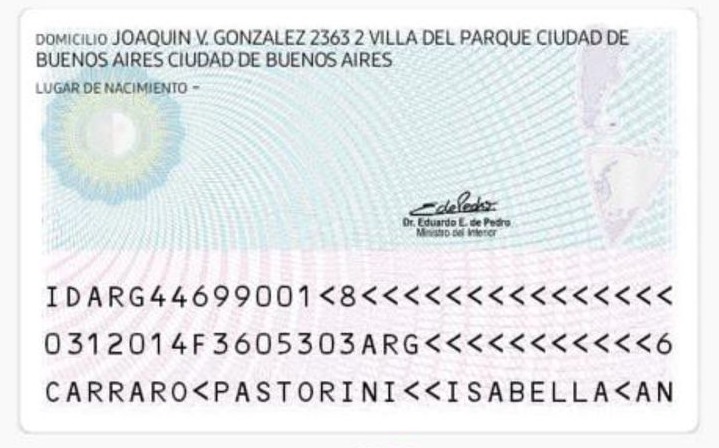 DOMICILIO JOAQUIN V. GONZALEZ 2363 2 VILLA DEL PARQUE CIUDAD DE
BUENOS AIRES CIUDAD DE BUENOS AIRES
LUGAR DE NACIMIENTO -
Dr. Eduardo E. de Pedro
Ministro del Interior
IDARG44699001<8<<<<<<<<<<<<<<<
0312014F3605303ARG<<<<<<<<<<<6
CARRARO<PASTORINI<<ISABELLA<AN